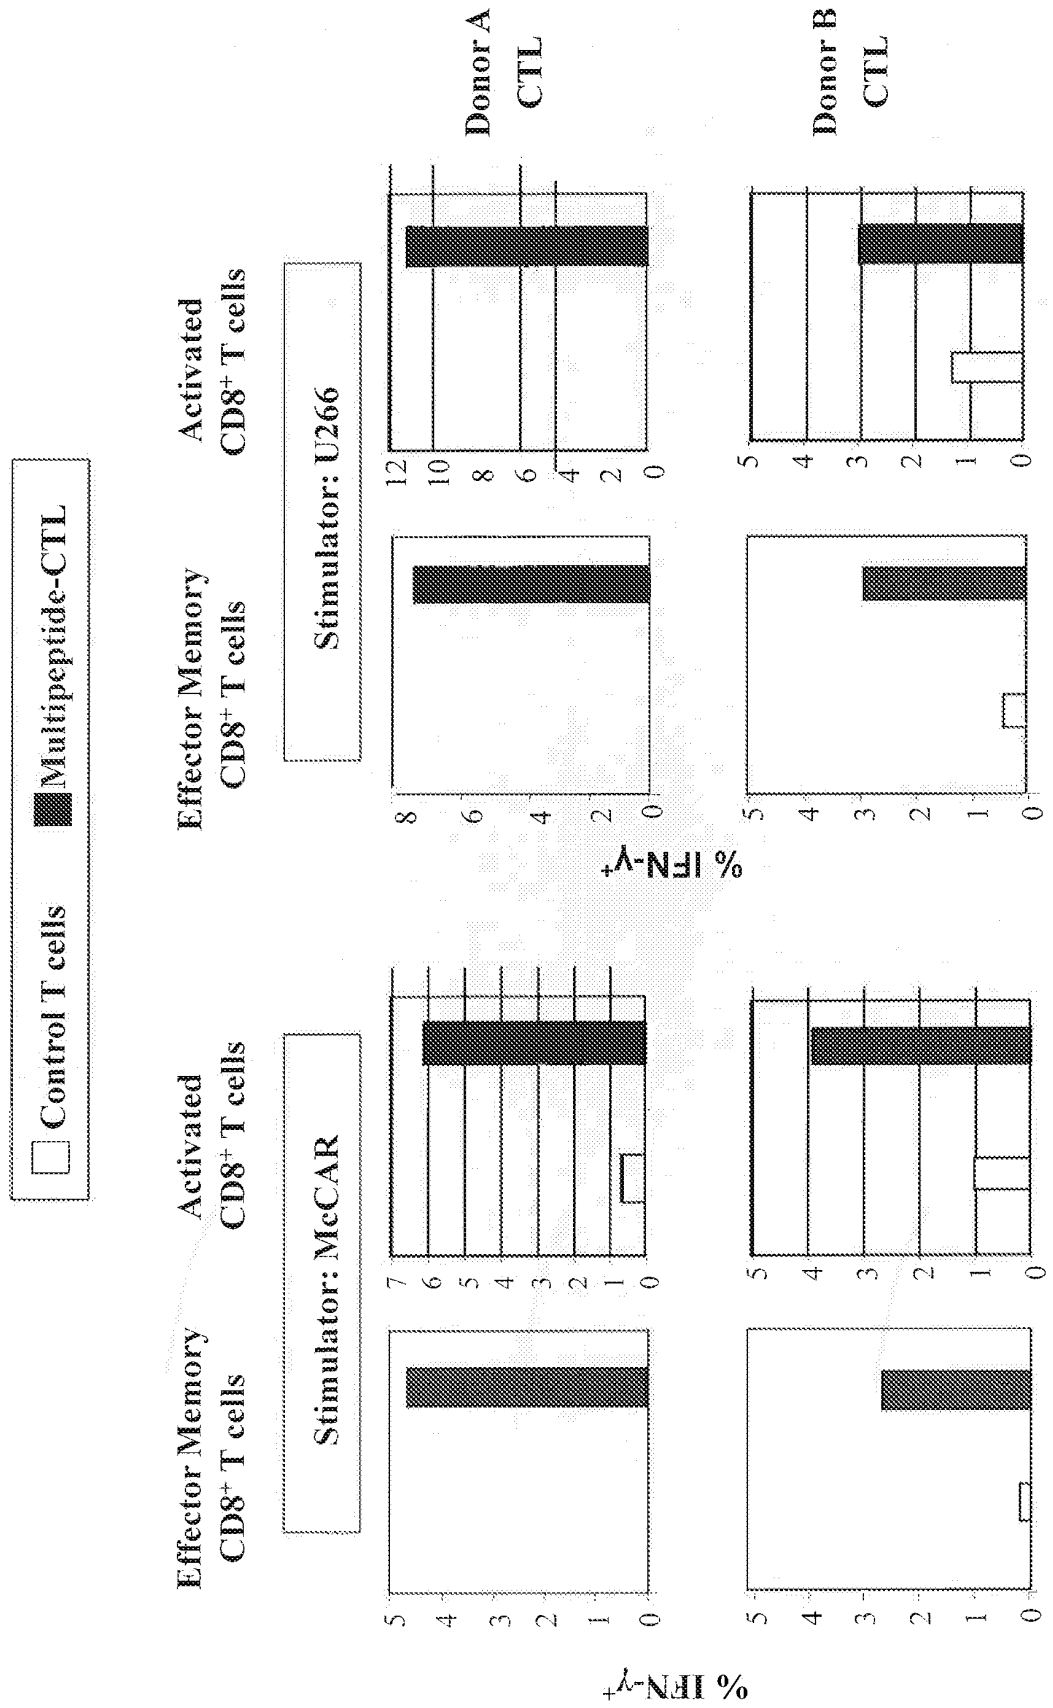 Control T cells Multipeptide-CTL
Effector Memory
CD8+ T cells
Activated
CD8+ T cells
Effector Memory
CD8+ T cells
Activated
CD8+ T cells
Stimulator: McCAR
Stimulator: U266
% IFN-γ+
5
4
3
2
1
0
7
6
5
4
3
2
1
0
% IFN-γ+
8
6
4
2
0
12
10
8
6
4
2
0
Donor A
CTL
5
4
3
2
1
0
5
4
3
2
1
0
5
4
3
2
1
0
5
4
3
2
1
0
Donor B
CTL